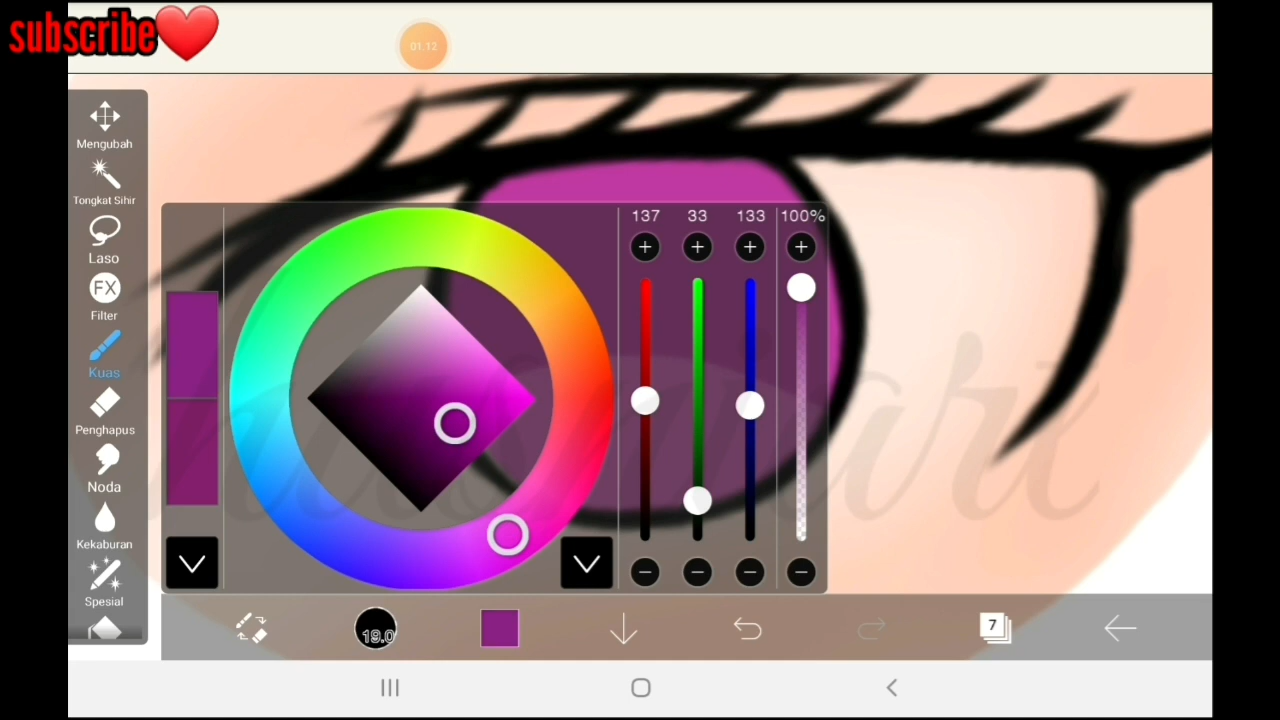 subscribe
01.12
Mengubah
Tongkat Sihir
Laso
FX
Filter
Kuas
Penghapus
Noda
Kekaburan
Spesial
137 33 133 100%
19.0
7